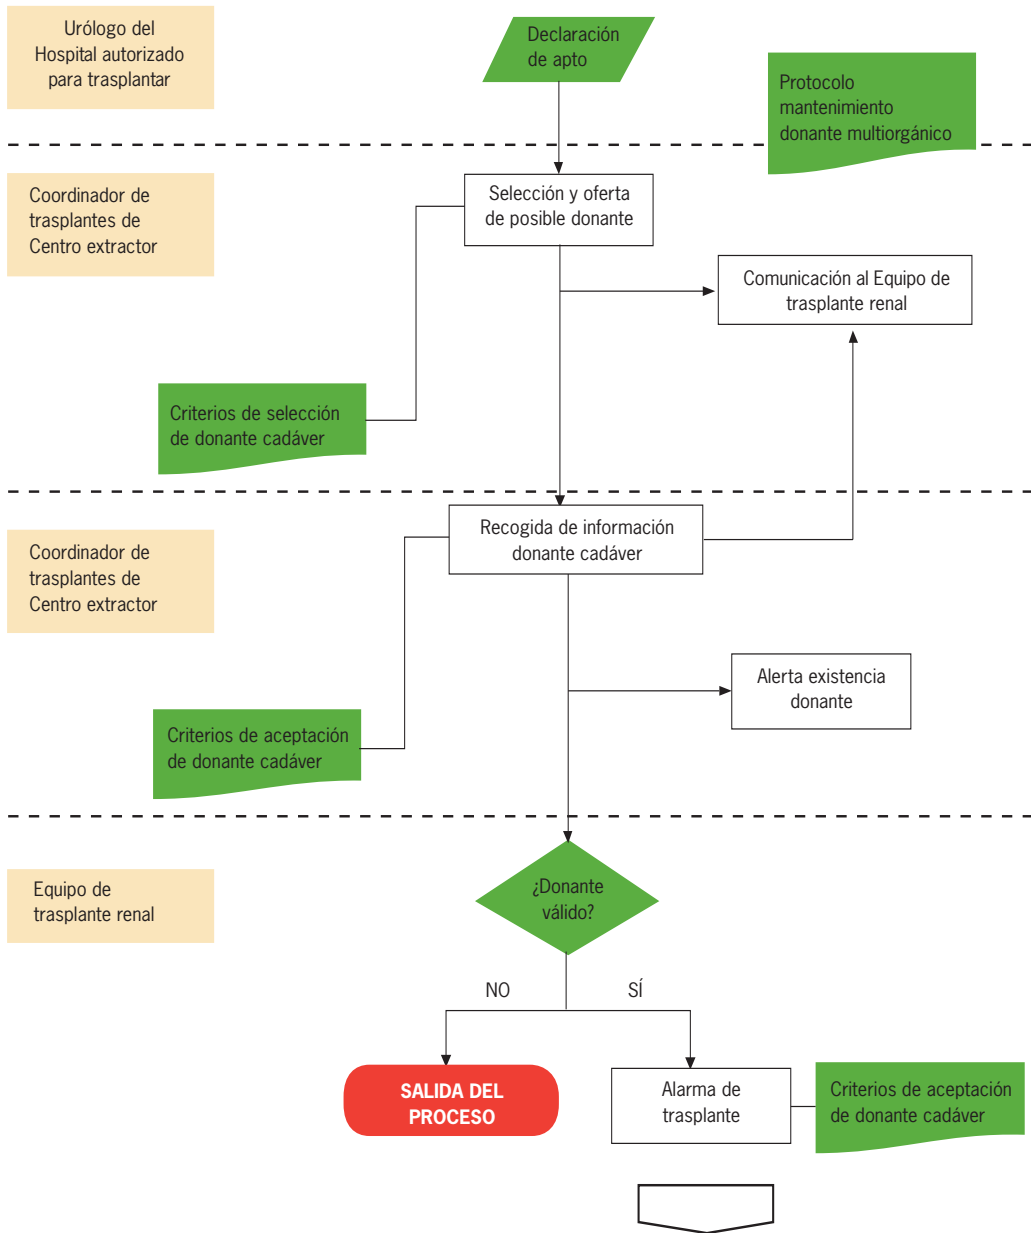 Urólogo del
Hospital autorizado
para trasplantar
Declaración
de apto
Protocolo
mantenimiento
donante multiorgánico
Coordinador de
trasplantes de
Centro extractor
Selección y oferta
de posible donante
Comunicación al Equipo de
trasplante renal
Criterios de selección
de donante cadáver
Coordinador de
trasplantes de
Centro extractor
Recogida de información
donante cadáver
Alerta existencia
donante
Criterios de aceptación
de donante cadáver
Equipo de
trasplante renal
¿Donante
válido?
NO
SÍ
SALIDA DEL
PROCESO
Alarma de
trasplante
Criterios de aceptación
de donante cadáver